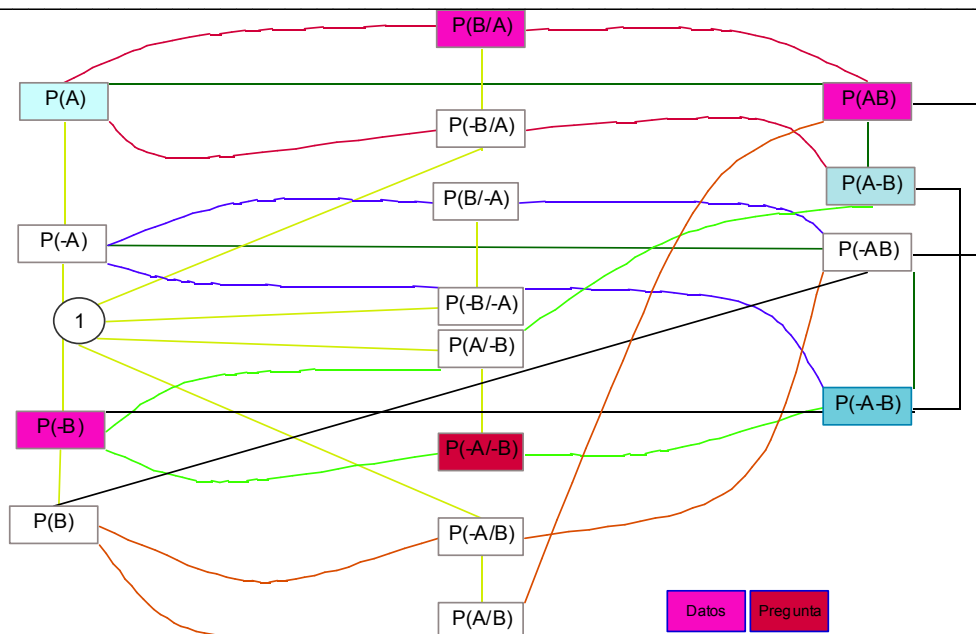 P(B/A)
P(A)
P(AB)
P(-B/A)
P(A-B)
P(B/-A)
P(-A)
P(-AB)
P(-B/-A)
1
P(A/-B)
P(-A-B)
P(-B)
P(-A/-B)
P(B)
P(-A/B)
P(A/B)
Datos
Pregunta